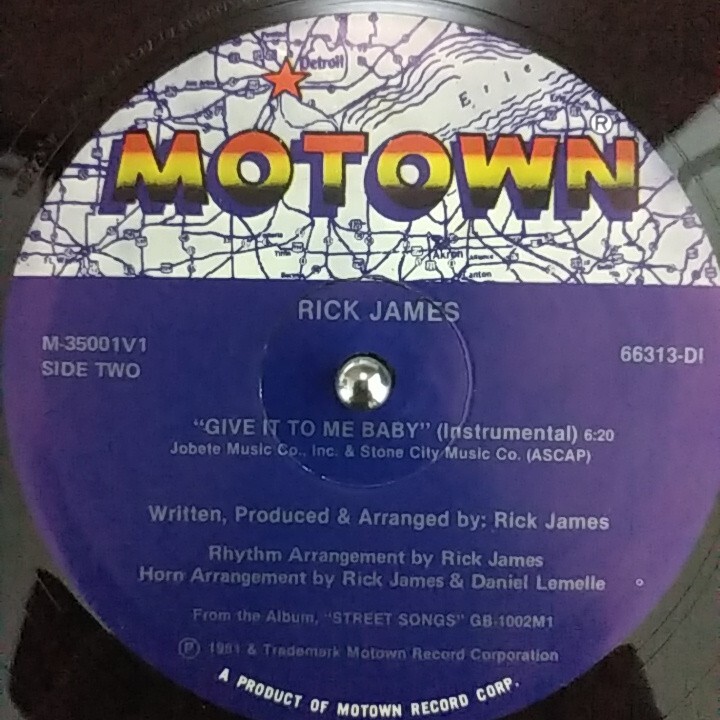 Detroit
Erie
MOTOWN®
Akron
Canton
RICK JAMES
M-35001V1
66313-DI
SIDE TWO
"GIVE IT TO ME BABY" (Instrumental) 6:20
Jobete Music Co., Inc. & Stone City Music Co. (ASCAP)
Written, Produced & Arranged by: Rick James
Rhythm Arrangement by Rick James
Horn Arrangement by Rick James & Daniel Lemelle
From the Album, "STREET SONGS" GB-1002M1
℗ 1981 & Trademark Motown Record Corporation
A PRODUCT OF MOTOWN RECORD CORP.